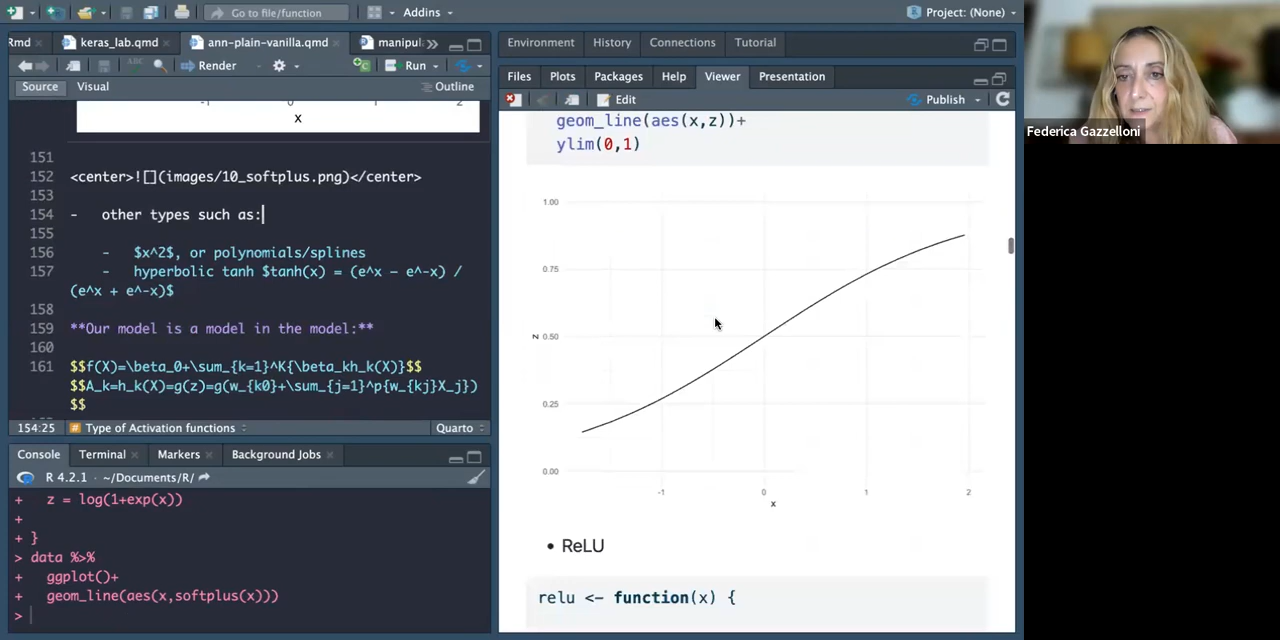 Go to file/function
Addins
Project: (None)
Rmd
keras_lab.qmd
ann-plain-vanilla.qmd
manipul
Render
Run
Source
Visual
Outline
-1
0
1
2
x
151
152 <center>![](images/10_softplus.png)</center>
153
154 - other types such as:
155
156 - $x^2$, or polynomials/splines
157 - hyperbolic tanh $tanh(x) = (e^x - e^-x) /
(e^x + e^-x)$
158
159 **Our model is a model in the model:**
160
161 $$f(X)=\beta_0+\sum_{k=1}^K{\beta_kh_k(X)}$$
$$A_k=h_k(X)=g(z)=g(w_{k0}+\sum_{j=1}^p{w_{kj}X_j})
$$
154:25
Type of Activation functions
Quarto
Console
Terminal
Markers
Background Jobs
R 4.2.1 · ~/Documents/R/
+ z = log(1+exp(x))
+
+ }
> data %>%
+ ggplot()+
+ geom_line(aes(x,softplus(x)))
>
Environment
History
Connections
Tutorial
Files
Plots
Packages
Help
Viewer
Presentation
Edit
Publish
geom_line(aes(x,z))+
ylim(0,1)
1.00
0.75
z
0.50
0.25
0.00
-1
0
1
2
x
• ReLU
relu <- function(x) {
Federica Gazzelloni